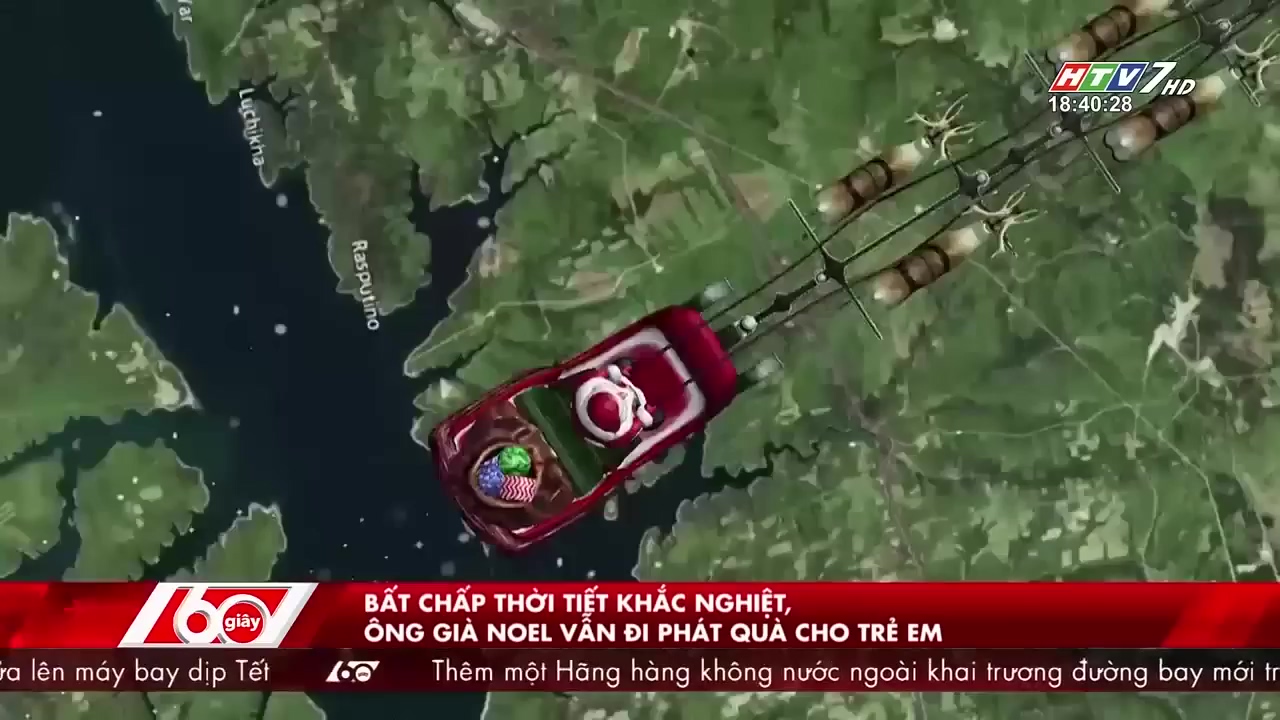 HTV7 HD
18:40:28
Luchikha
Rasputino
60 giây
BẤT CHẤP THỜI TIẾT KHẮC NGHIỆT,
ÔNG GIÀ NOEL VẪN ĐI PHÁT QUÀ CHO TRẺ EM
lên máy bay dịp Tết
60
Thêm một Hãng hàng không nước ngoài khai trương đường bay mới